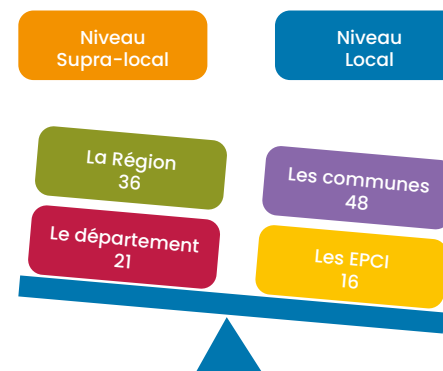 Niveau
Supra-local
Niveau
Local
La Région
36
Les communes
48
Le département
21
Les EPCI
16